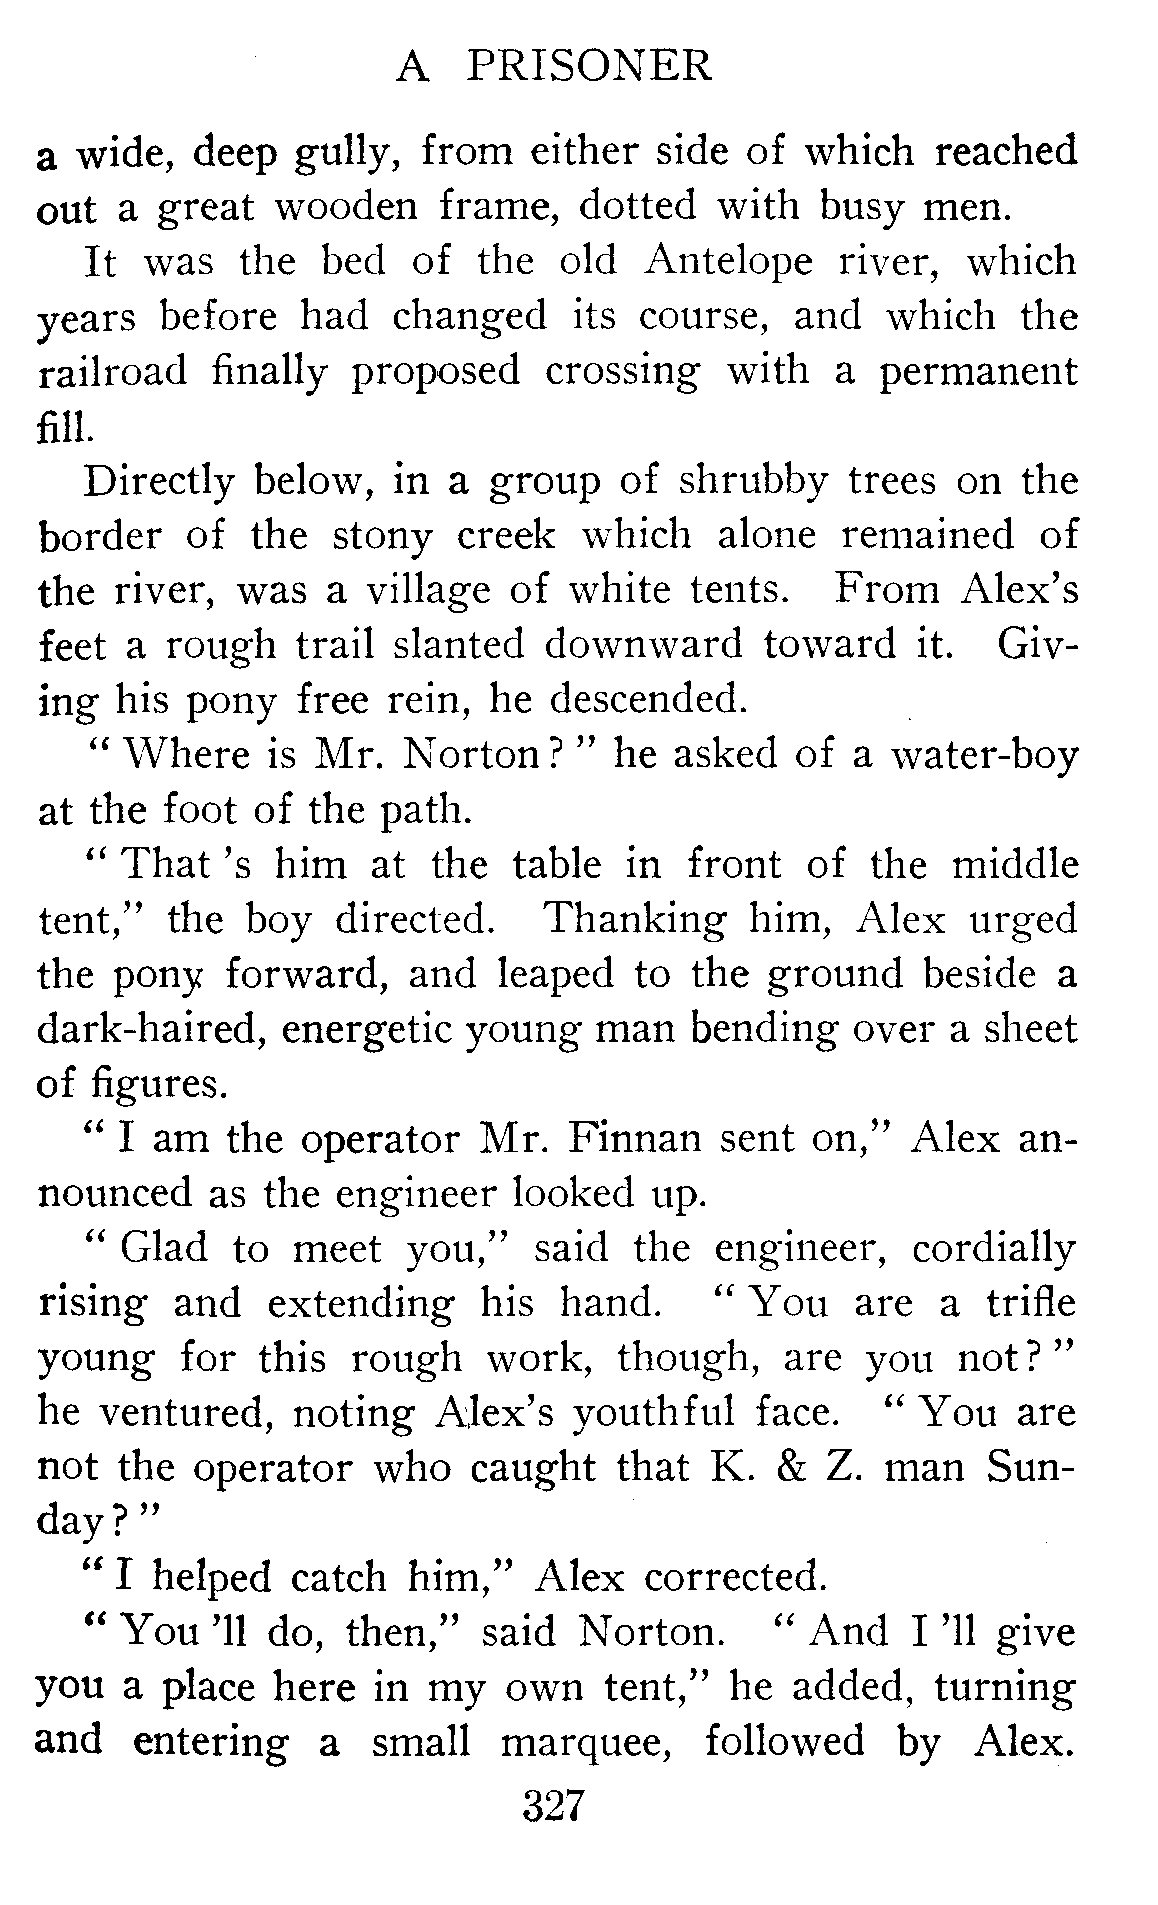 A PRISONER
a wide, deep gully, from either side of which reached
out a great wooden frame, dotted with busy men.
It was the bed of the old Antelope river, which
years before had changed its course, and which the
railroad finally proposed crossing with a permanent
fill.
Directly below, in a group of shrubby trees on the
border of the stony creek which alone remained of
the river, was a village of white tents. From Alex's
feet a rough trail slanted downward toward it. Giv-
ing his pony free rein, he descended.
" Where is Mr. Norton? " he asked of a water-boy
at the foot of the path.
" That 's him at the table in front of the middle
tent," the boy directed. Thanking him, Alex urged
the pony forward, and leaped to the ground beside a
dark-haired, energetic young man bending over a sheet
of figures.
" I am the operator Mr. Finnan sent on," Alex an-
nounced as the engineer looked up.
" Glad to meet you," said the engineer, cordially
rising and extending his hand. " You are a trifle
young for this rough work, though, are you not? "
he ventured, noting Alex's youthful face. " You are
not the operator who caught that K. & Z. man Sun-
day? "
" I helped catch him," Alex corrected.
" You 'll do, then," said Norton. " And I 'll give
you a place here in my own tent," he added, turning
and entering a small marquee, followed by Alex.
327